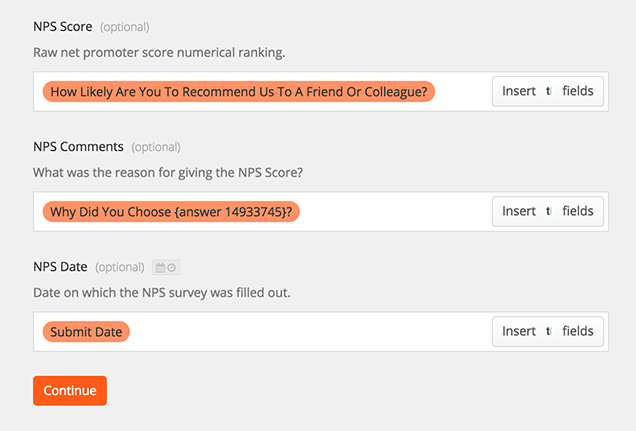 NPS Score (optional)
Raw net promoter score numerical ranking.
How Likely Are You To Recommend Us To A Friend Or Colleague?
Insert fields
NPS Comments (optional)
What was the reason for giving the NPS Score?
Why Did You Choose {answer 14933745}?
Insert fields
NPS Date (optional)
Date on which the NPS survey was filled out.
Submit Date
Insert fields
Continue